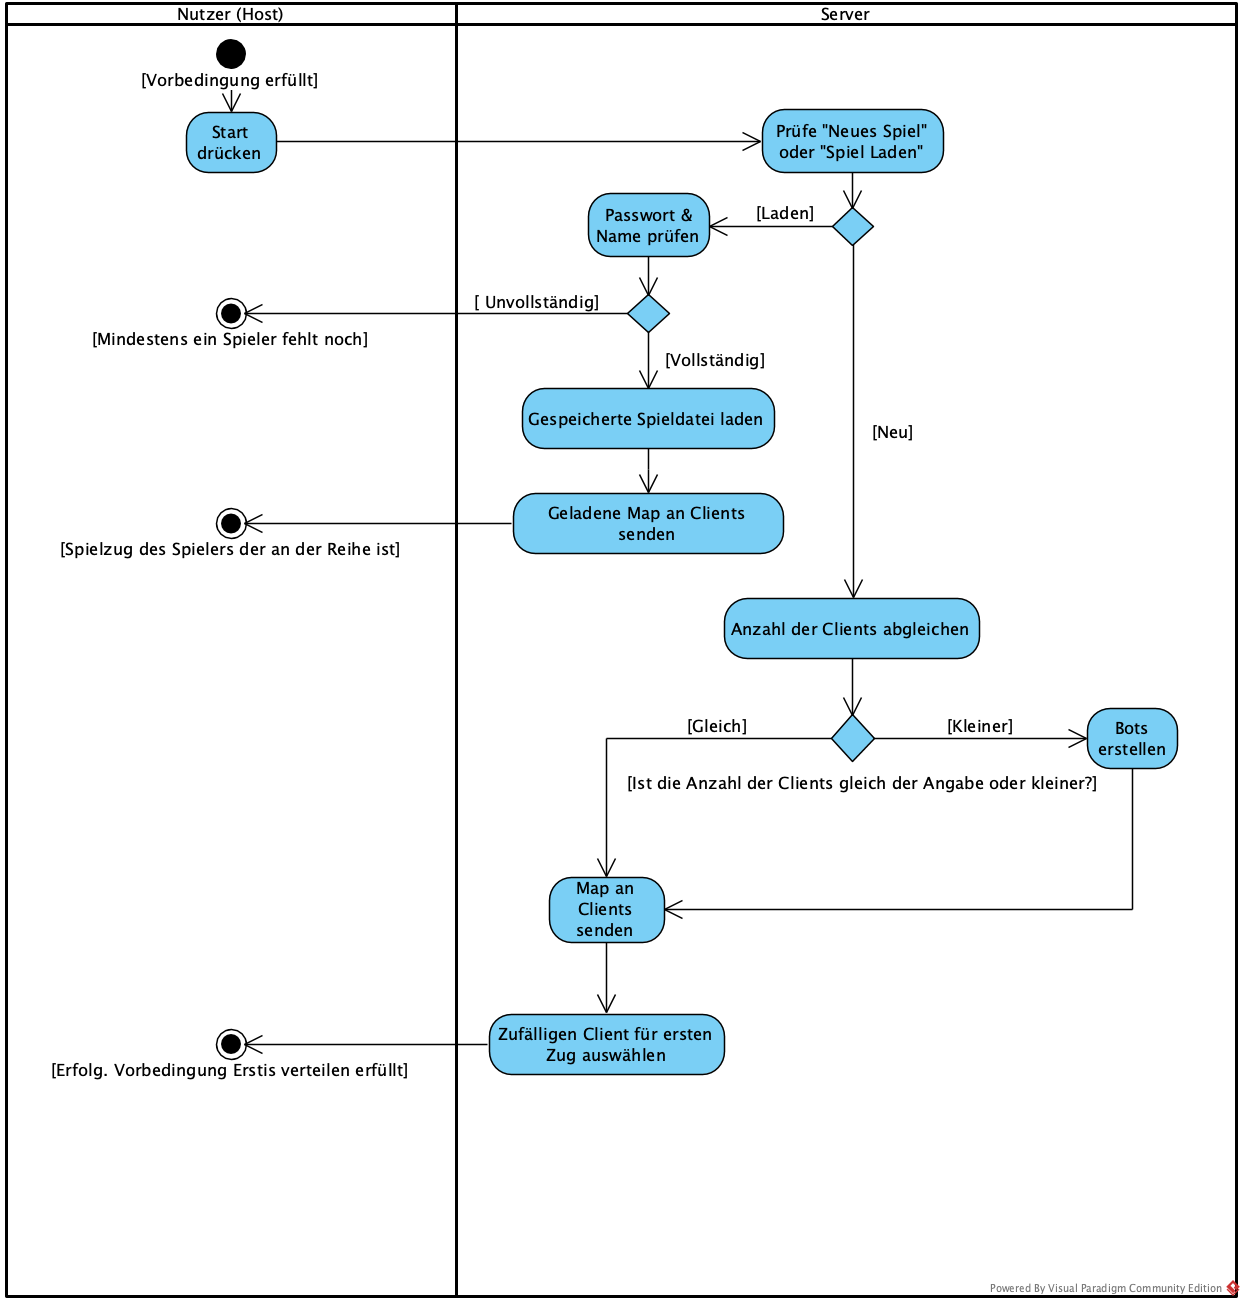 Nutzer (Host)
Server
[Vorbedingung erfüllt]
Start
drücken
Prüfe "Neues Spiel"
oder "Spiel Laden"
Passwort &
Name prüfen
[Laden]
[ Unvollständig]
[Mindestens ein Spieler fehlt noch]
[Vollständig]
Gespeicherte Spieldatei laden
[Neu]
Geladene Map an Clients
senden
[Spielzug des Spielers der an der Reihe ist]
Anzahl der Clients abgleichen
[Gleich]
[Kleiner]
Bots
erstellen
[Ist die Anzahl der Clients gleich der Angabe oder kleiner?]
Map an
Clients
senden
Zufälligen Client für ersten
Zug auswählen
[Erfolg. Vorbedingung Erstis verteilen erfüllt]
Powered By Visual Paradigm Community Edition